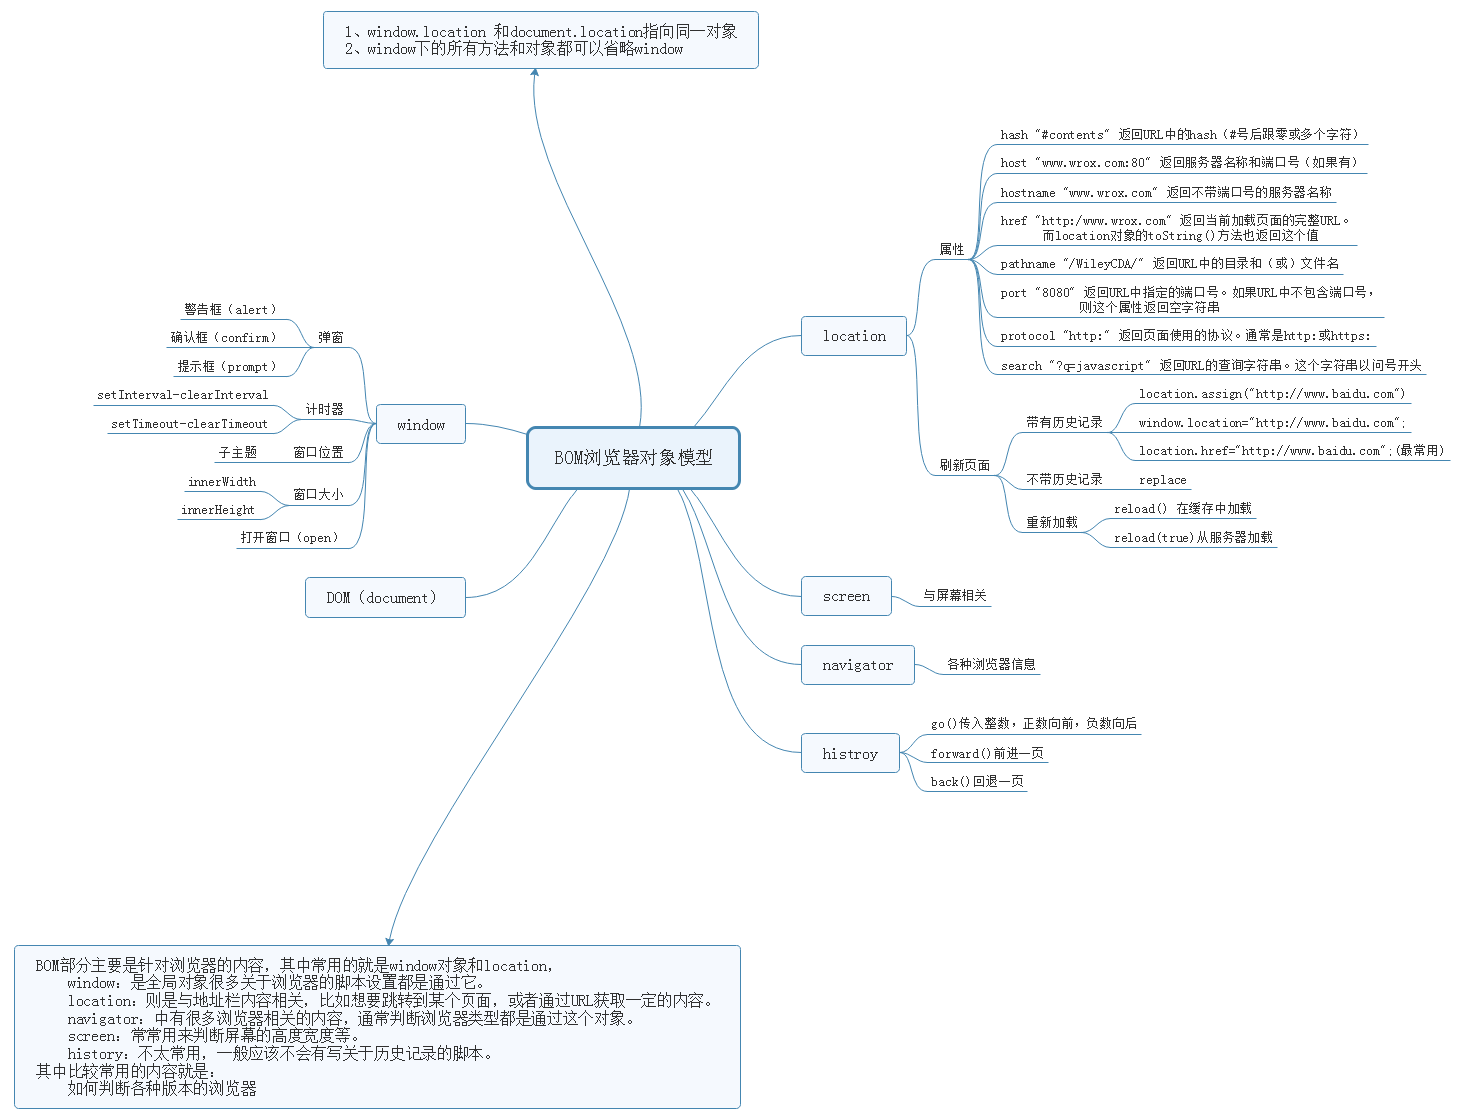 1、window.location 和document.location指向同一对象
2、window下的所有方法和对象都可以省略window
BOM浏览器对象模型
window
弹窗
警告框（alert）
确认框（confirm）
提示框（prompt）
计时器
setInterval-clearInterval
setTimeout-clearTimeout
窗口位置
子主题
窗口大小
innerWidth
innerHeight
打开窗口（open）
DOM（document）
location
属性
hash "#contents" 返回URL中的hash（#号后跟零或多个字符）
host "www.wrox.com:80" 返回服务器名称和端口号（如果有）
hostname "www.wrox.com" 返回不带端口号的服务器名称
href "http:/www.wrox.com" 返回当前加载页面的完整URL。
而location对象的toString()方法也返回这个值
pathname "/WileyCDA/" 返回URL中的目录和（或）文件名
port "8080" 返回URL中指定的端口号。如果URL中不包含端口号，
则这个属性返回空字符串
protocol "http:" 返回页面使用的协议。通常是http:或https:
search "?q=javascript" 返回URL的查询字符串。这个字符串以问号开头
刷新页面
带有历史记录
location.assign("http://www.baidu.com")
window.location="http://www.baidu.com";
location.href="http://www.baidu.com";(最常用)
不带历史记录
replace
重新加载
reload() 在缓存中加载
reload(true)从服务器加载
screen
与屏幕相关
navigator
各种浏览器信息
histroy
go()传入整数，正数向前，负数向后
forward()前进一页
back()回退一页
BOM部分主要是针对浏览器的内容，其中常用的就是window对象和location，
window：是全局对象很多关于浏览器的脚本设置都是通过它。
location：则是与地址栏内容相关，比如想要跳转到某个页面，或者通过URL获取一定的内容。
navigator：中有很多浏览器相关的内容，通常判断浏览器类型都是通过这个对象。
screen：常常用来判断屏幕的高度宽度等。
history：不太常用，一般应该不会有写关于历史记录的脚本。
其中比较常用的内容就是：
如何判断各种版本的浏览器